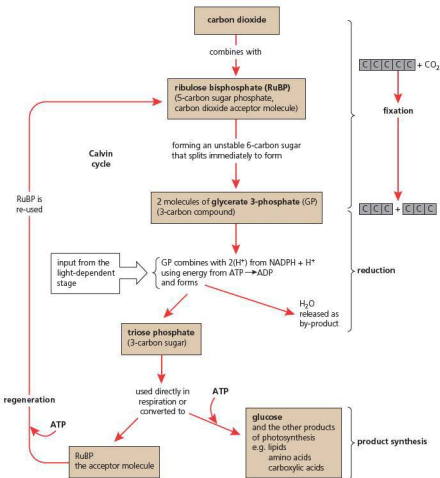 carbon dioxide
combines with
C C C C C + CO2
ribulose bisphosphate (RuBP)
(5-carbon sugar phosphate,
carbon dioxide acceptor molecule)
fixation
forming an unstable 6-carbon sugar
that splits immediately to form
Calvin
cycle
RuBP is
re-used
2 molecules of glycerate 3-phosphate (GP)
(3-carbon compound)
C C C + C C C
input from the
light-dependent
stage
GP combines with 2(H+) from NADPH + H+
using energy from ATP → ADP
and forms
reduction
H2O
released as
by-product
triose phosphate
(3-carbon sugar)
used directly in
respiration or
converted to
ATP
regeneration
ATP
glucose
and the other products
of photosynthesis
e.g. lipids
amino acids
carboxylic acids
product synthesis
RuBP
the acceptor molecule